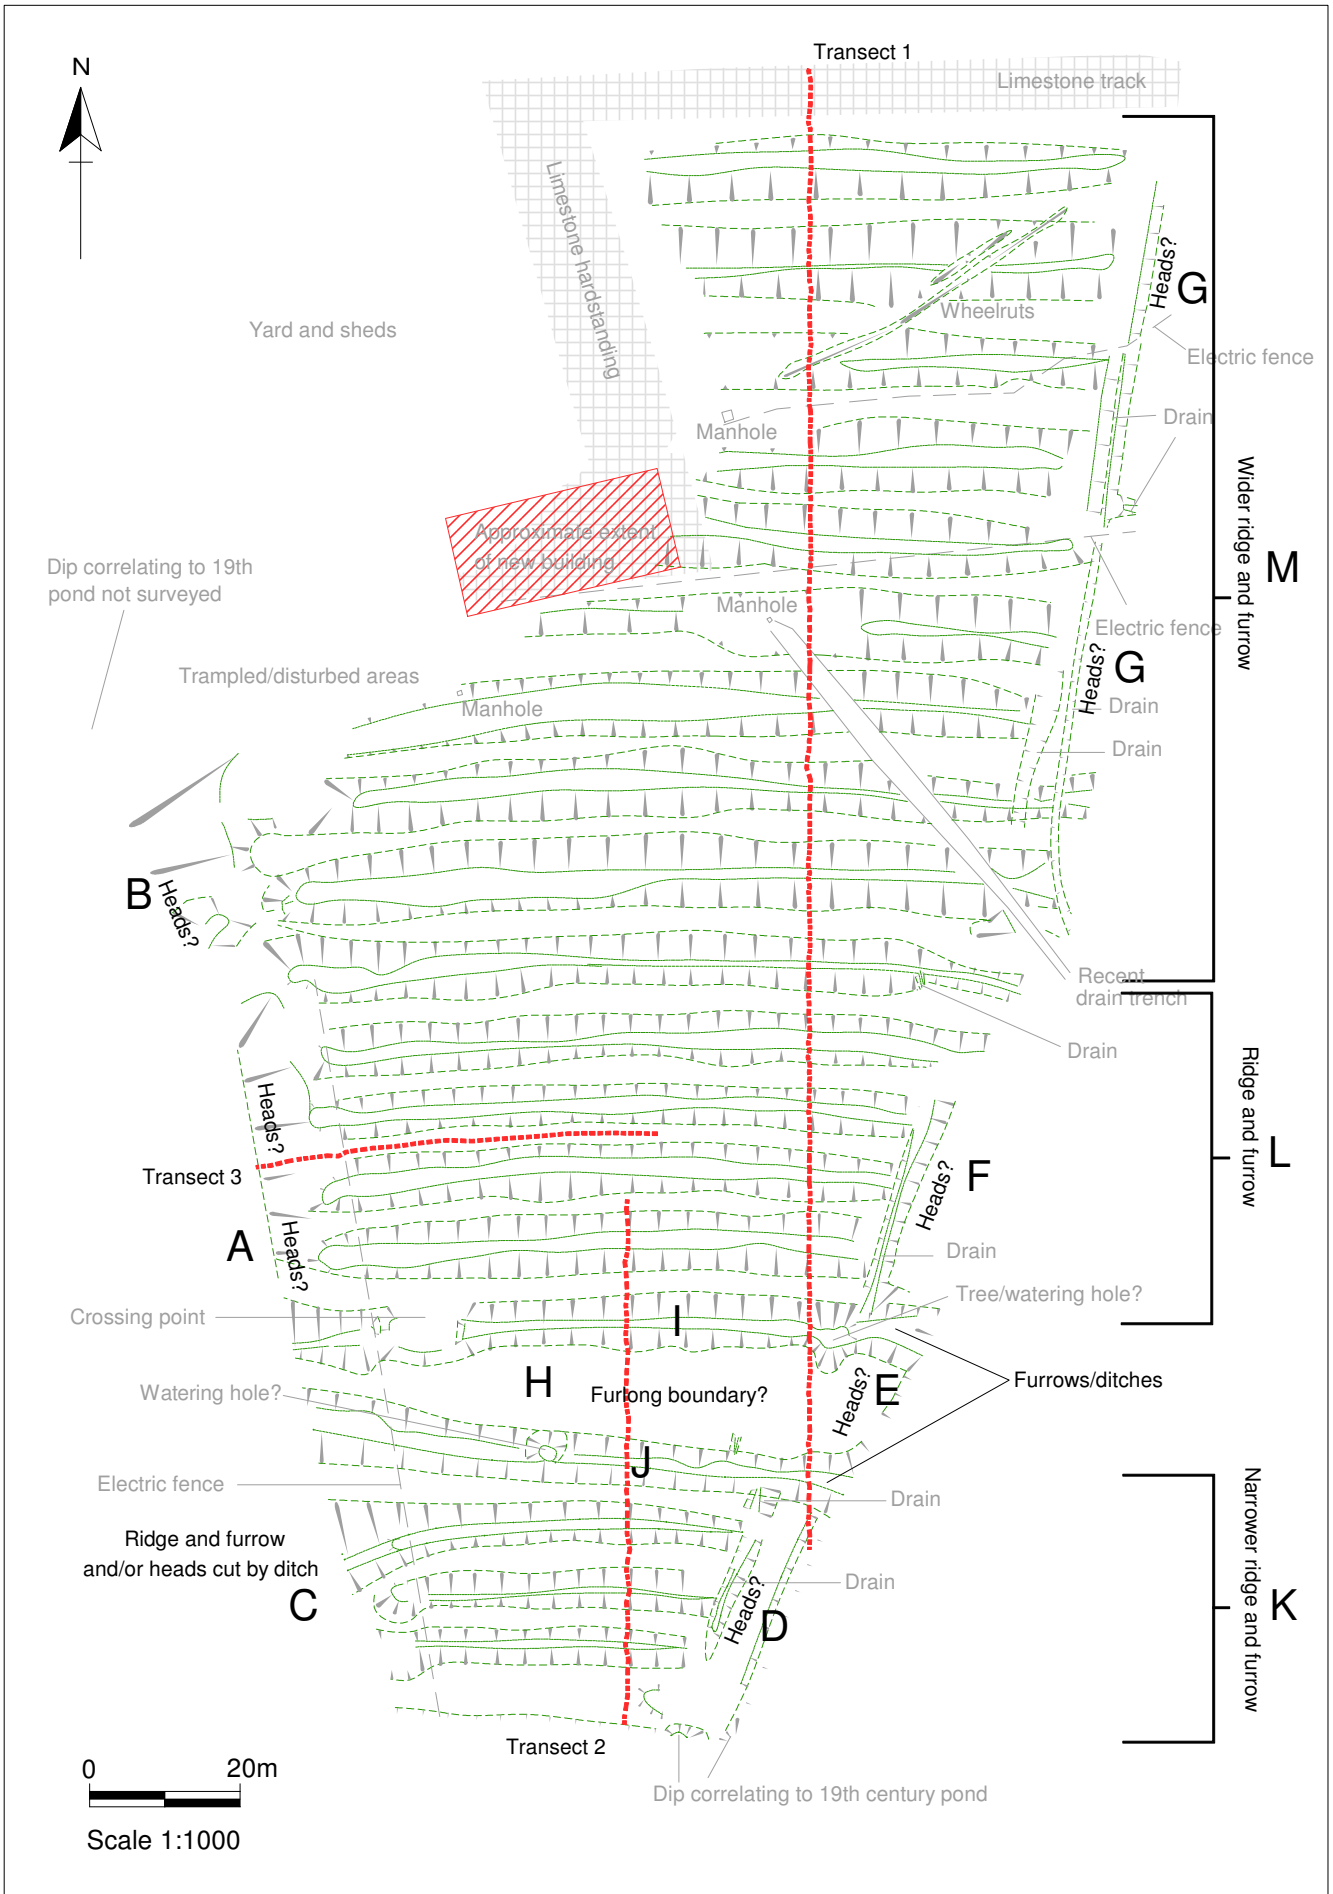 Transect 1
N
Limestone track
Limestone hardstanding
Heads?
G
Yard and sheds
Wheelruts
Electric fence
Drain
Manhole
Wider ridge and furrow
M
Approximate extent
of new building
Dip correlating to 19th
pond not surveyed
Manhole
Electric fence
Heads?
G
Trampled/disturbed areas
Manhole
Drain
Drain
B
Heads?
Recent
drain trench
Drain
Ridge and furrow
L
Heads?
Transect 3
F
Heads?
A
Heads?
Drain
Tree/watering hole?
Crossing point
I
H
Furlong boundary?
Heads?
E
Furrows/ditches
Watering hole?
J
Electric fence
Drain
Narrower ridge and furrow
K
Ridge and furrow
and/or heads cut by ditch
C
Drain
Heads?
D
Transect 2
0 20m
Scale 1:1000
Dip correlating to 19th century pond